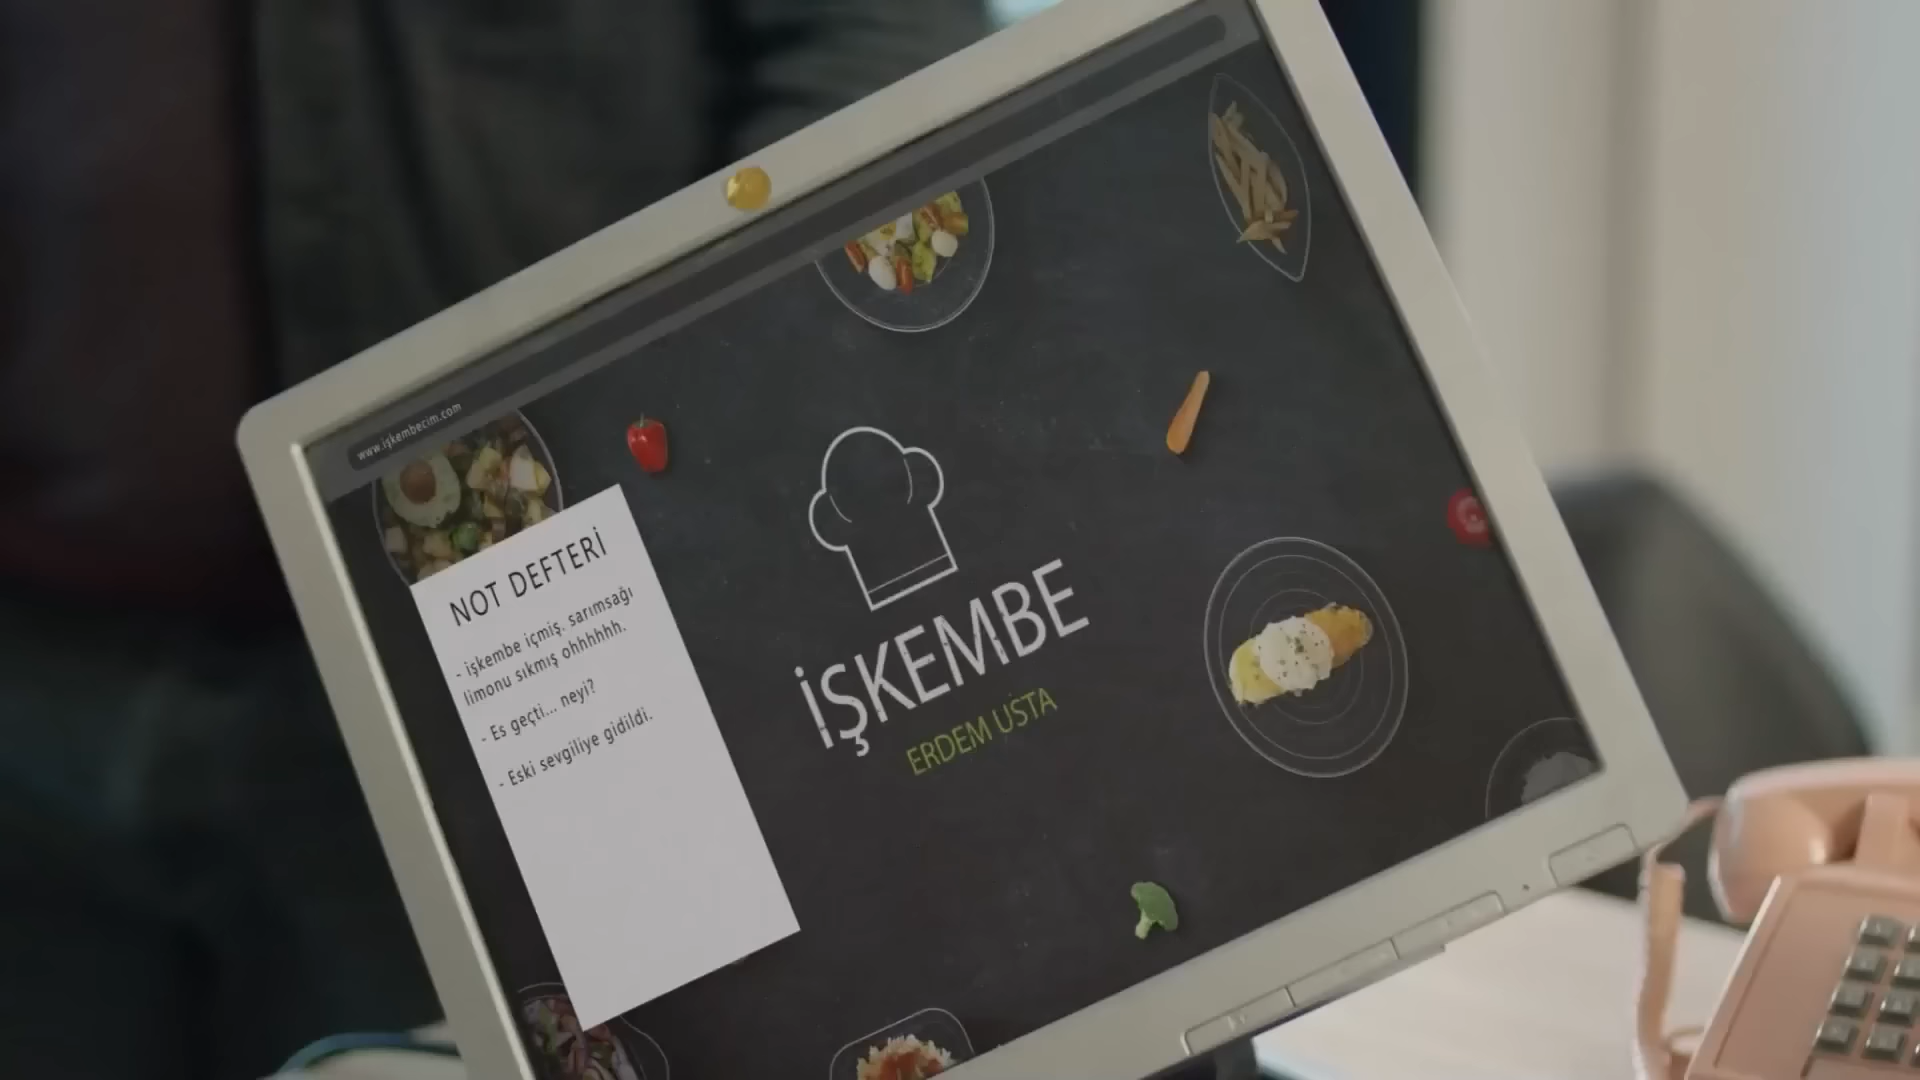 www.işkembecim.com
NOT DEFTERİ
- işkembe içmiş. sarımsağı
limonu sıkmış ohhhhhh.
- Es geçti... neyi?
- Eski sevgiliye gidildi.
İŞKEMBE
ERDEM USTA